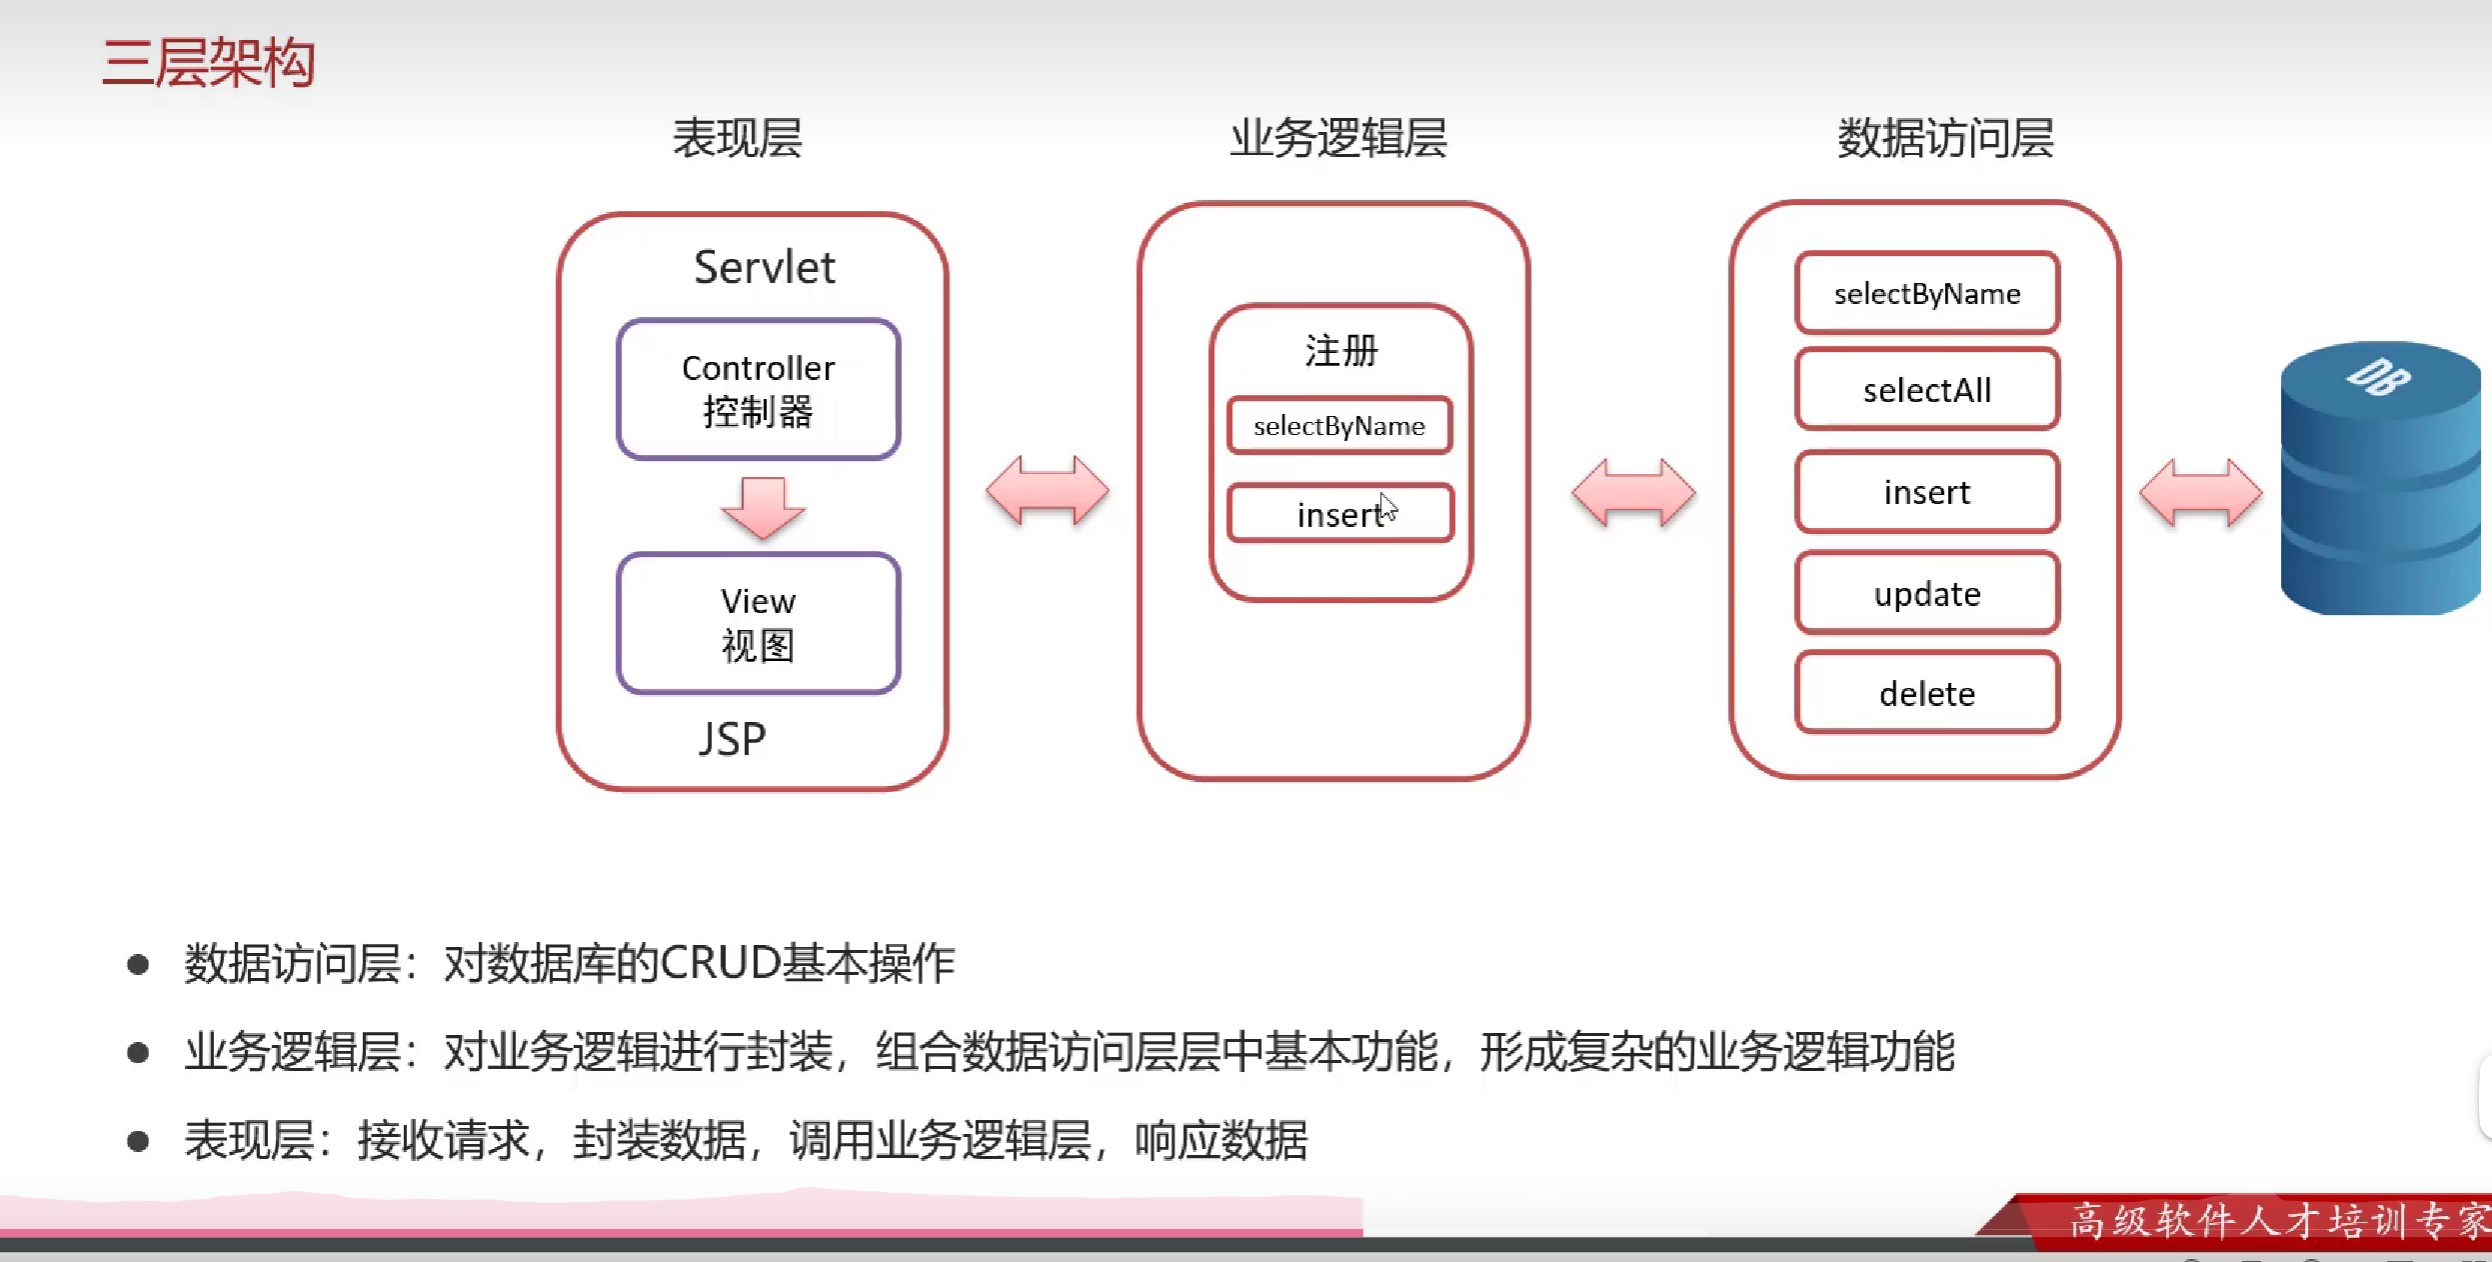 三层架构
表现层
业务逻辑层
数据访问层
Servlet
Controller
控制器
View
视图
JSP
注册
selectByName
insert
selectByName
selectAll
insert
update
delete
DB
● 数据访问层：对数据库的CRUD基本操作
● 业务逻辑层：对业务逻辑进行封装，组合数据访问层层中基本功能，形成复杂的业务逻辑功能
● 表现层：接收请求，封装数据，调用业务逻辑层，响应数据
高级软件人才培训专家